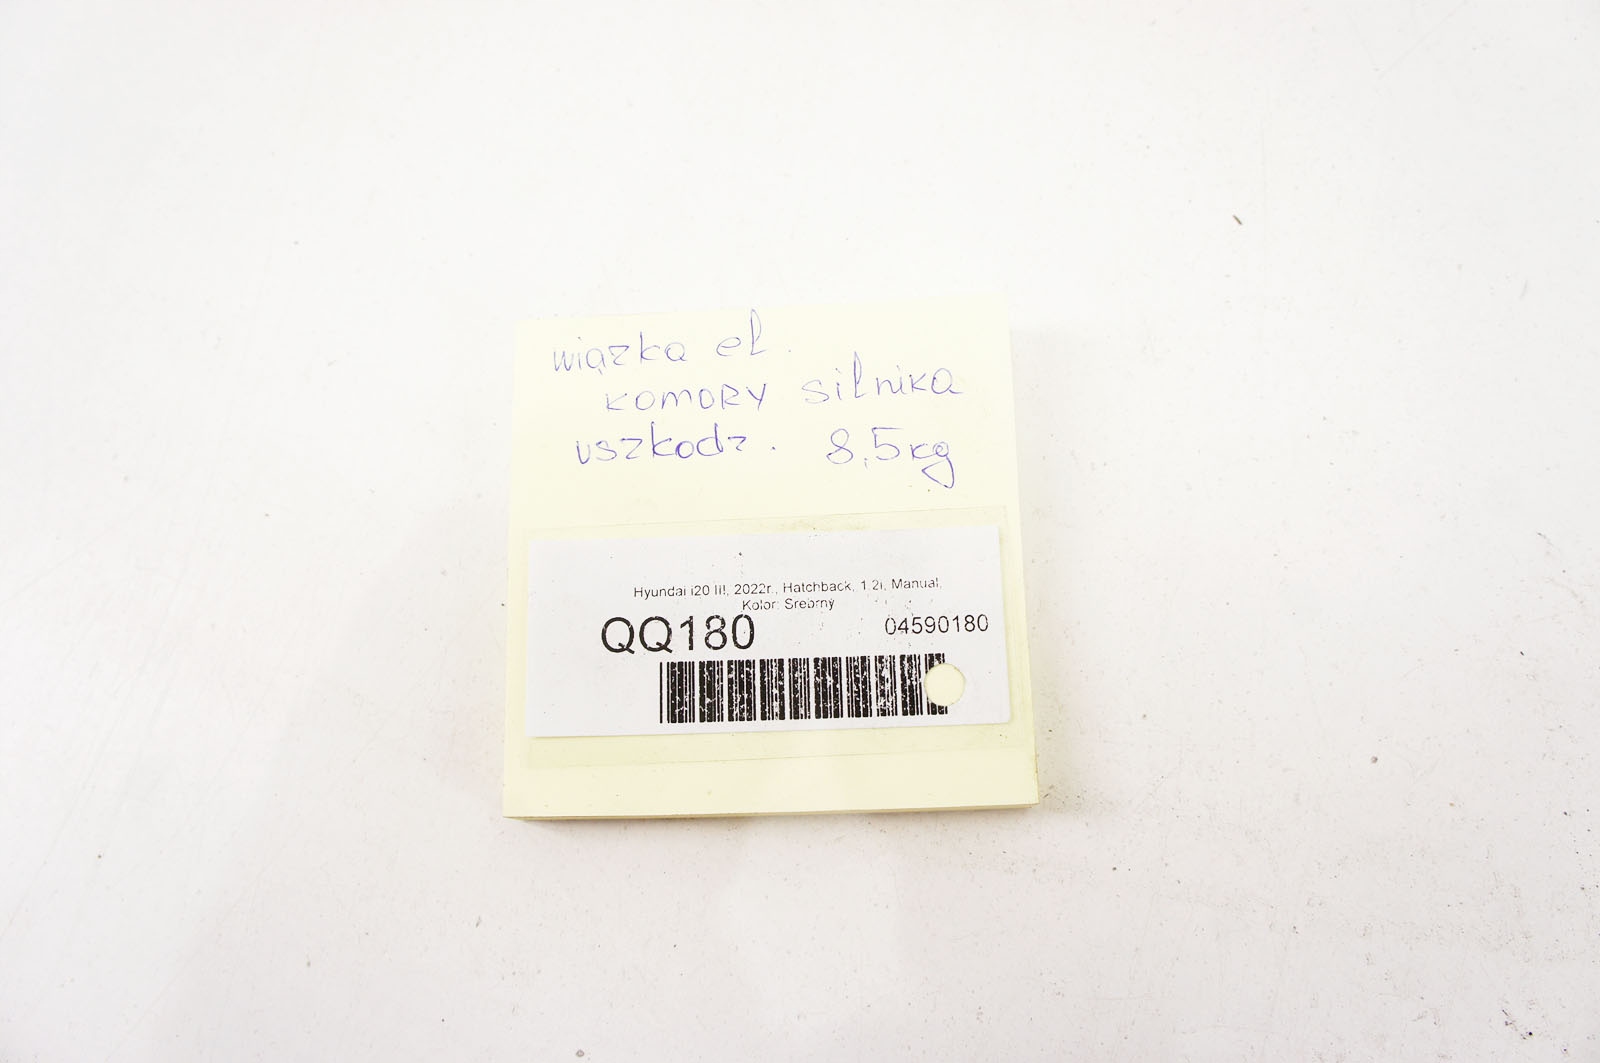 wiązka el.
komory silnika
uszkodz. 8,5kg
Hyundai i20 III, 2022r., Hatchback, 1.2i, Manual,
Kolor: Srebrny
QQ180 04590180